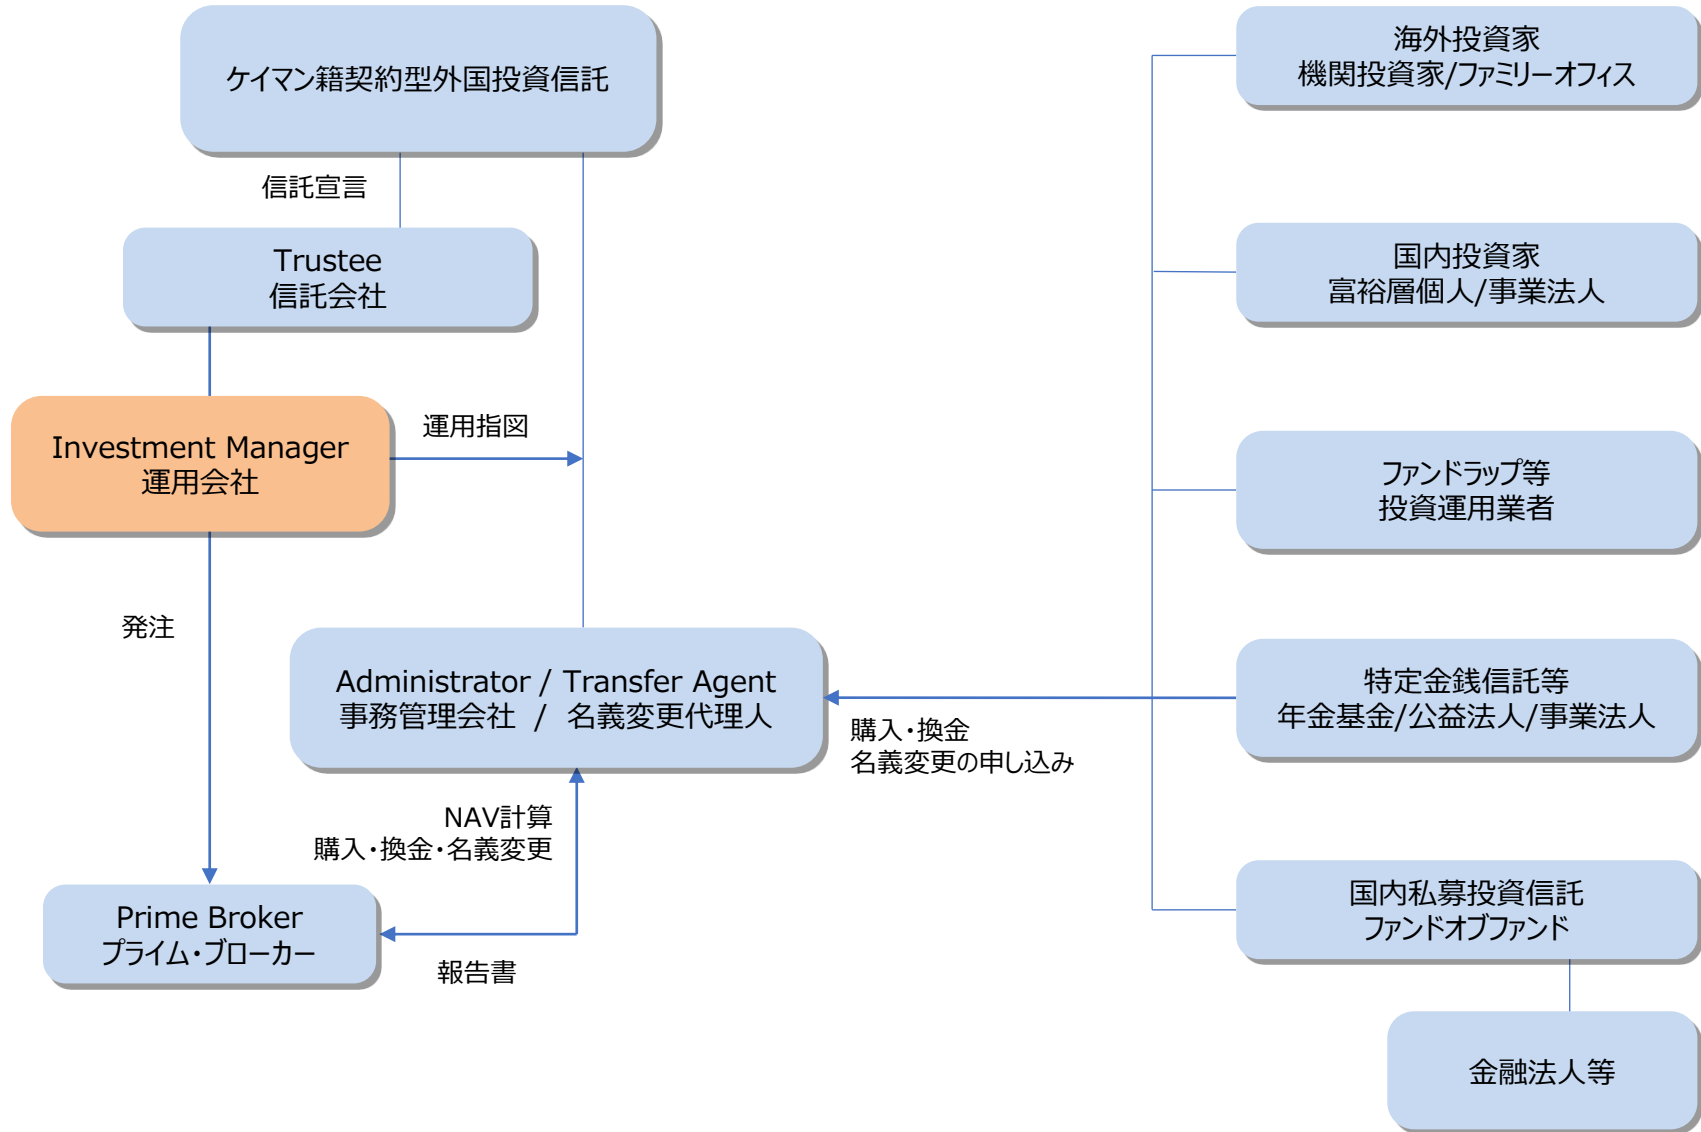 ケイマン籍契約型外国投資信託
信託宣言
Trustee
信託会社
Investment Manager
運用会社
運用指図
発注
Administrator / Transfer Agent
事務管理会社 / 名義変更代理人
購入・換金
名義変更の申し込み
NAV計算
購入・換金・名義変更
Prime Broker
プライム・ブローカー
報告書
海外投資家
機関投資家/ファミリーオフィス
国内投資家
富裕層個人/事業法人
ファンドラップ等
投資運用業者
特定金銭信託等
年金基金/公益法人/事業法人
国内私募投資信託
ファンドオブファンド
金融法人等